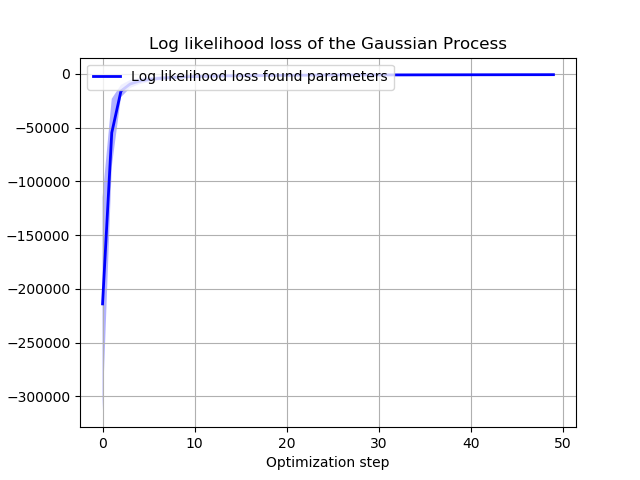 Log likelihood loss of the Gaussian Process
Log likelihood loss found parameters
0
−50000
−100000
−150000
−200000
−250000
−300000
0 10 20 30 40 50
Optimization step